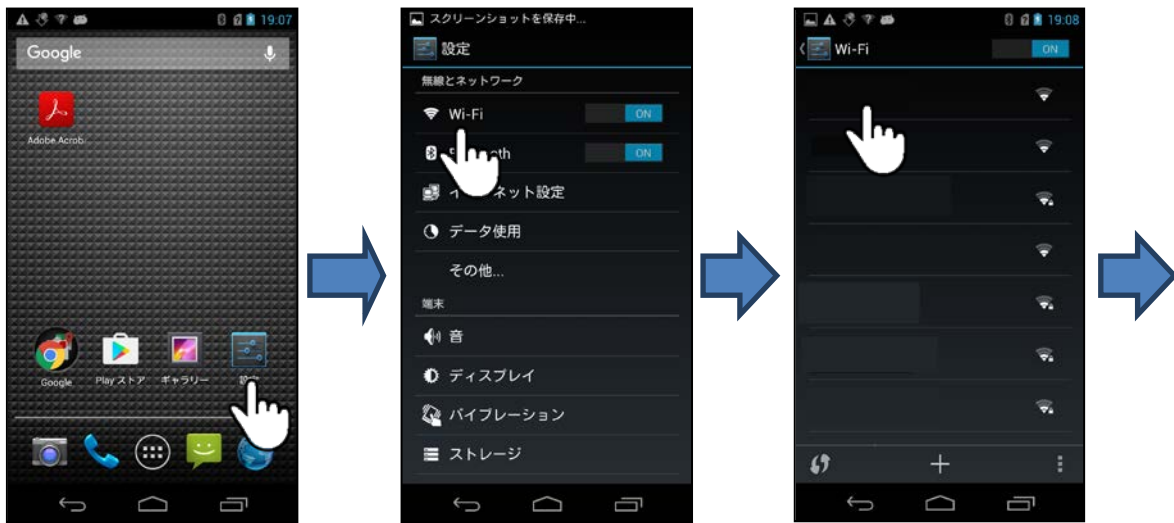 19:07
Google
Adobe Acrob
Google
Play ストア
ギャラリー
スクリーンショットを保存中...
設定
無線とネットワーク
Wi-Fi
ON
ON
ネット設定
データ使用
その他...
端末
音
ディスプレイ
バイブレーション
ストレージ
19:08
Wi-Fi
ON